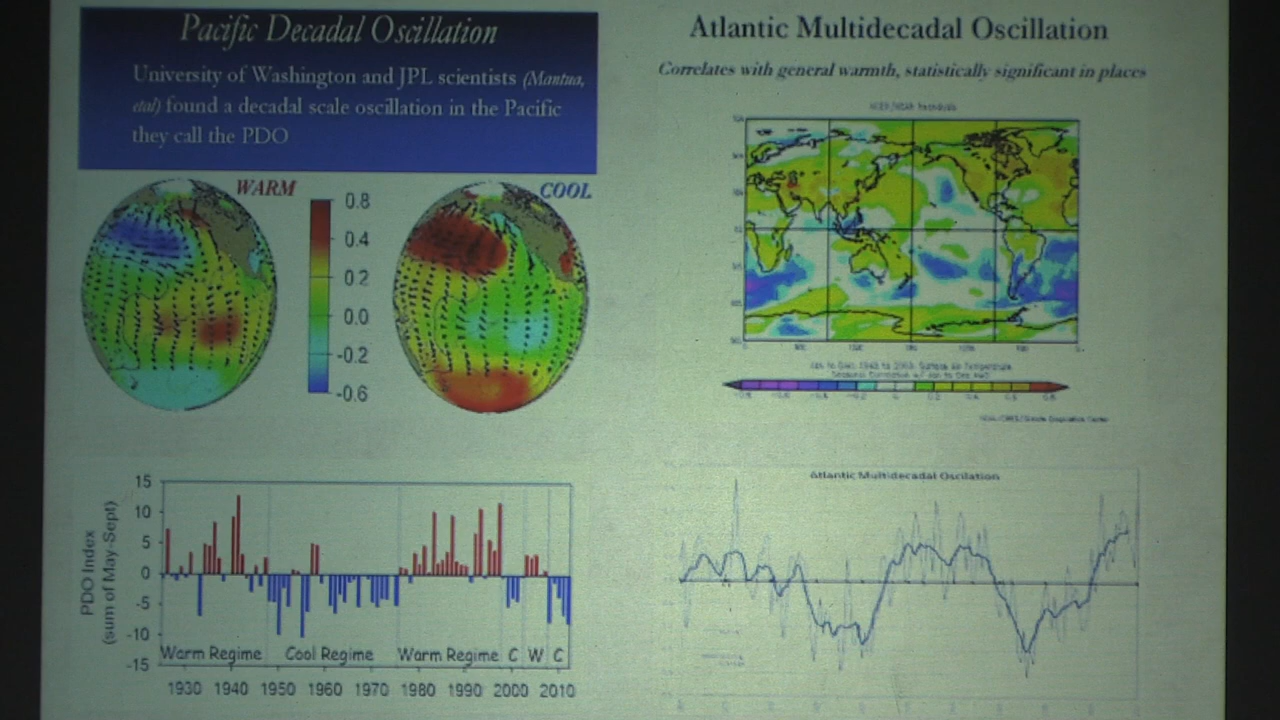 Pacific Decadal Oscillation
University of Washington and JPL scientists (Mantua,
etal) found a decadal scale oscillation in the Pacific
they call the PDO
WARM
COOL
0.8
0.4
0.2
0.0
-0.2
-0.6
15
10
5
0
-5
-10
-15
PDO Index
(sum of May-Sept)
Warm Regime
Cool Regime
Warm Regime
C
W
C
1930 1940 1950 1960 1970 1980 1990 2000 2010
Atlantic Multidecadal Oscillation
Correlates with general warmth, statistically significant in places
Atlantic Multidecadal Oscilation